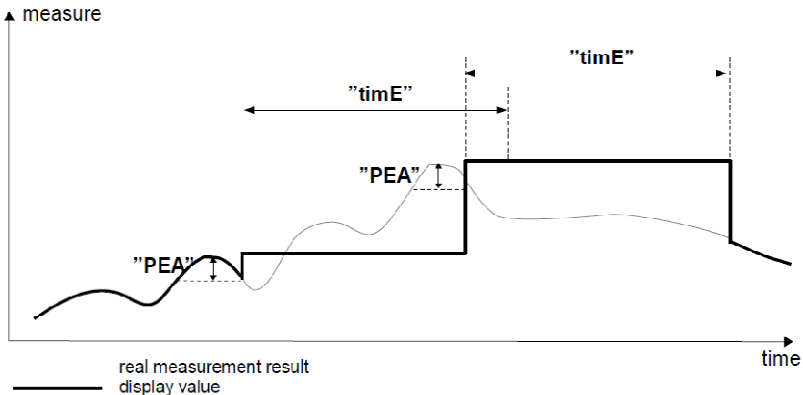 measure
”timE”
”timE”
”PEA”
”PEA”
time
real measurement result
display value